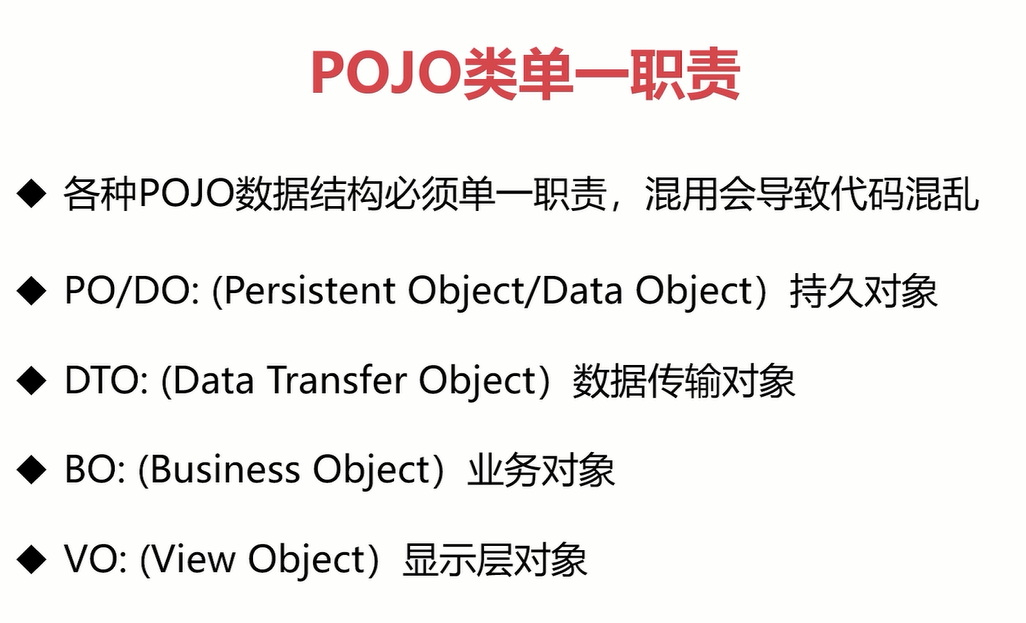 POJO类单一职责
◆ 各种POJO数据结构必须单一职责，混用会导致代码混乱
◆ PO/DO: (Persistent Object/Data Object）持久对象
◆ DTO: (Data Transfer Object）数据传输对象
◆ BO: (Business Object）业务对象
◆ VO: (View Object）显示层对象